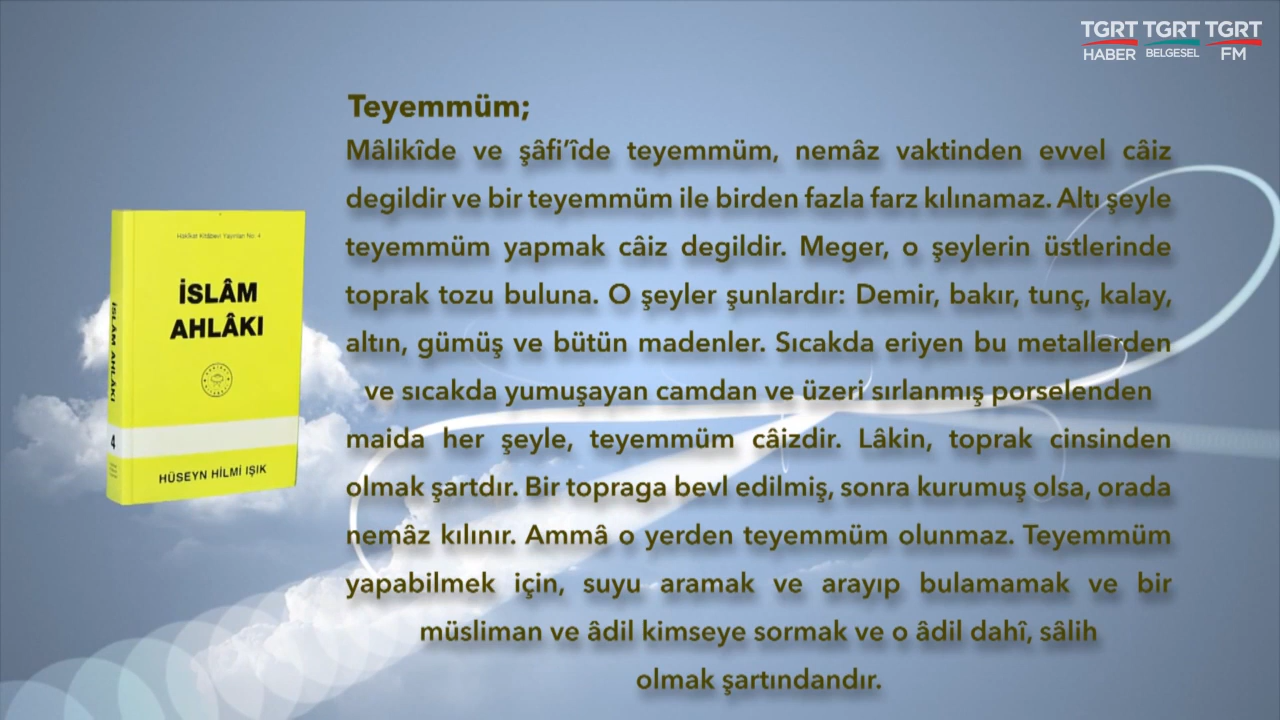 TGRT TGRT TGRT
HABER BELGESEL FM
Teyemmüm;
Mâlikîde ve şâfi’îde teyemmüm, nemâz vaktinden evvel câiz
degildir ve bir teyemmüm ile birden fazla farz kılınamaz. Altı şeyle
teyemmüm yapmak câiz degildir. Meger, o şeylerin üstlerinde
toprak tozu buluna. O şeyler şunlardır: Demir, bakır, tunç, kalay,
altın, gümüş ve bütün madenler. Sıcakda eriyen bu metallerden
ve sıcakda yumuşayan camdan ve üzeri sırlanmış porselenden
maida her şeyle, teyemmüm câizdir. Lâkin, toprak cinsinden
olmak şartdır. Bir topraga bevl edilmiş, sonra kurumuş olsa, orada
nemâz kılınır. Ammâ o yerden teyemmüm olunmaz. Teyemmüm
yapabilmek için, suyu aramak ve arayıp bulamamak ve bir
müsliman ve âdil kimseye sormak ve o âdil dahî, sâlih
olmak şartındandır.
Hakîkat Kitâbevi Yayınları No: 4
İSLÂM
AHLÂKI
HÜSEYN HİLMİ IŞIK
İSLÂM AHLÂKI
4